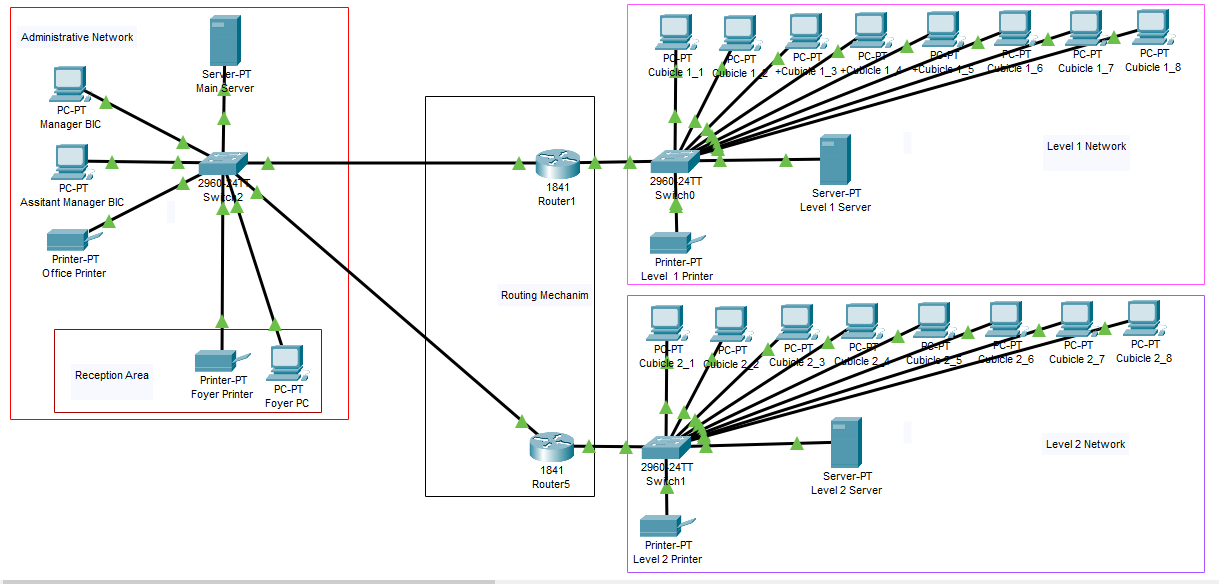 Administrative Network
Server-PT
Main Server
PC-PT
Manager BIC
PC-PT
Assitant Manager BIC
2960-24TT
Switch2
Printer-PT
Office Printer
Reception Area
Printer-PT
Foyer Printer
PC-PT
Foyer PC
1841
Router1
Routing Mechanim
1841
Router5
PC-PT
Cubicle 1_1
PC-PT
Cubicle 1_2
PC-PT
+Cubicle 1_3
PC-PT
+Cubicle 1_4
PC-PT
+Cubicle 1_5
PC-PT
Cubicle 1_6
PC-PT
Cubicle 1_7
PC-PT
Cubicle 1_8
Level 1 Network
2960-24TT
Switch0
Server-PT
Level 1 Server
Printer-PT
Level 1 Printer
PC-PT
Cubicle 2_1
PC-PT
Cubicle 2_2
PC-PT
Cubicle 2_3
PC-PT
Cubicle 2_4
PC-PT
Cubicle 2_5
PC-PT
Cubicle 2_6
PC-PT
Cubicle 2_7
PC-PT
Cubicle 2_8
Level 2 Network
2960-24TT
Switch1
Server-PT
Level 2 Server
Printer-PT
Level 2 Printer